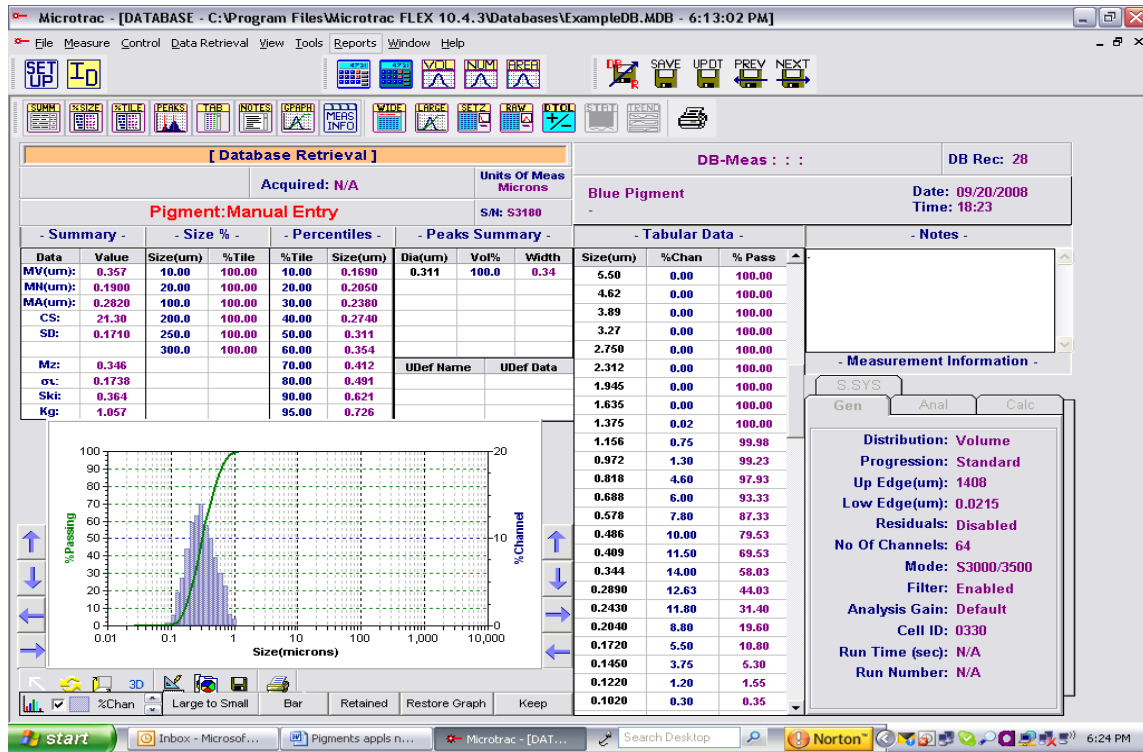 Microtrac - [DATABASE - C:\Program Files\Microtrac FLEX 10.4.3\Databases\ExampleDB.MDB - 6:13:02 PM]
File Measure Control Data Retrieval View Tools Reports Window Help
SET UP ID 4731 4731 VOL NUM AREA DB R SAVE UPDT PREV NEXT
SUMM %SIZE %TILE PEAKS TAB NOTES GRAPH MEAS INFO WIDE LARGE SETZ RAW DTOL STAT TREND
[ Database Retrieval ] DB-Meas : : : DB Rec: 28
Acquired: N/A Units Of Meas Microns
Blue Pigment Date: 09/20/2008
Pigment:Manual Entry S/N: S3180 - Time: 18:23
- Summary - - Size % - - Percentiles - - Peaks Summary - - Tabular Data - - Notes -
Data Value Size(um) %Tile %Tile Size(um) Dia(um) Vol% Width Size(um) %Chan % Pass
MV(um): 0.357 10.00 100.00 10.00 0.1690 0.311 100.0 0.34 5.50 0.00 100.00
MN(um): 0.1900 20.00 100.00 20.00 0.2050 4.62 0.00 100.00
MA(um): 0.2820 100.0 100.00 30.00 0.2380 3.89 0.00 100.00
CS: 21.30 200.0 100.00 40.00 0.2740 3.27 0.00 100.00
SD: 0.1710 250.0 100.00 50.00 0.311 2.750 0.00 100.00
300.0 100.00 60.00 0.354
Mz: 0.346 70.00 0.412 UDef Name UDef Data 2.312 0.00 100.00
σι: 0.1738 80.00 0.491 1.945 0.00 100.00
Ski: 0.364 90.00 0.621 1.635 0.00 100.00
Kg: 1.057 95.00 0.726 1.375 0.02 100.00
1.156 0.75 99.98
0.972 1.30 99.23
0.818 4.60 97.93
0.688 6.00 93.33
0.578 7.80 87.33
0.486 10.00 79.53
0.409 11.50 69.53
0.344 14.00 58.03
0.2890 12.63 44.03
0.2430 11.80 31.40
0.2040 8.80 19.60
0.1720 5.50 10.80
0.1450 3.75 5.30
0.1220 1.20 1.55
0.1020 0.30 0.35
- Measurement Information -
S.SYS
Gen Anal Calc
Distribution: Volume
Progression: Standard
Up Edge(um): 1408
Low Edge(um): 0.0215
Residuals: Disabled
No Of Channels: 64
Mode: S3000/3500
Filter: Enabled
Analysis Gain: Default
Cell ID: 0330
Run Time (sec): N/A
Run Number: N/A
%Passing
100
90
80
70
60
50
40
30
20
10
0
%Channel
20
10
0
0.01 0.1 1 10 100 1,000 10,000
Size(microns)
3D
%Chan Large to Small Bar Retained Restore Graph Keep
start Inbox - Microsof... Pigments appls n... Microtrac - [DAT... Search Desktop Norton™ 6:24 PM